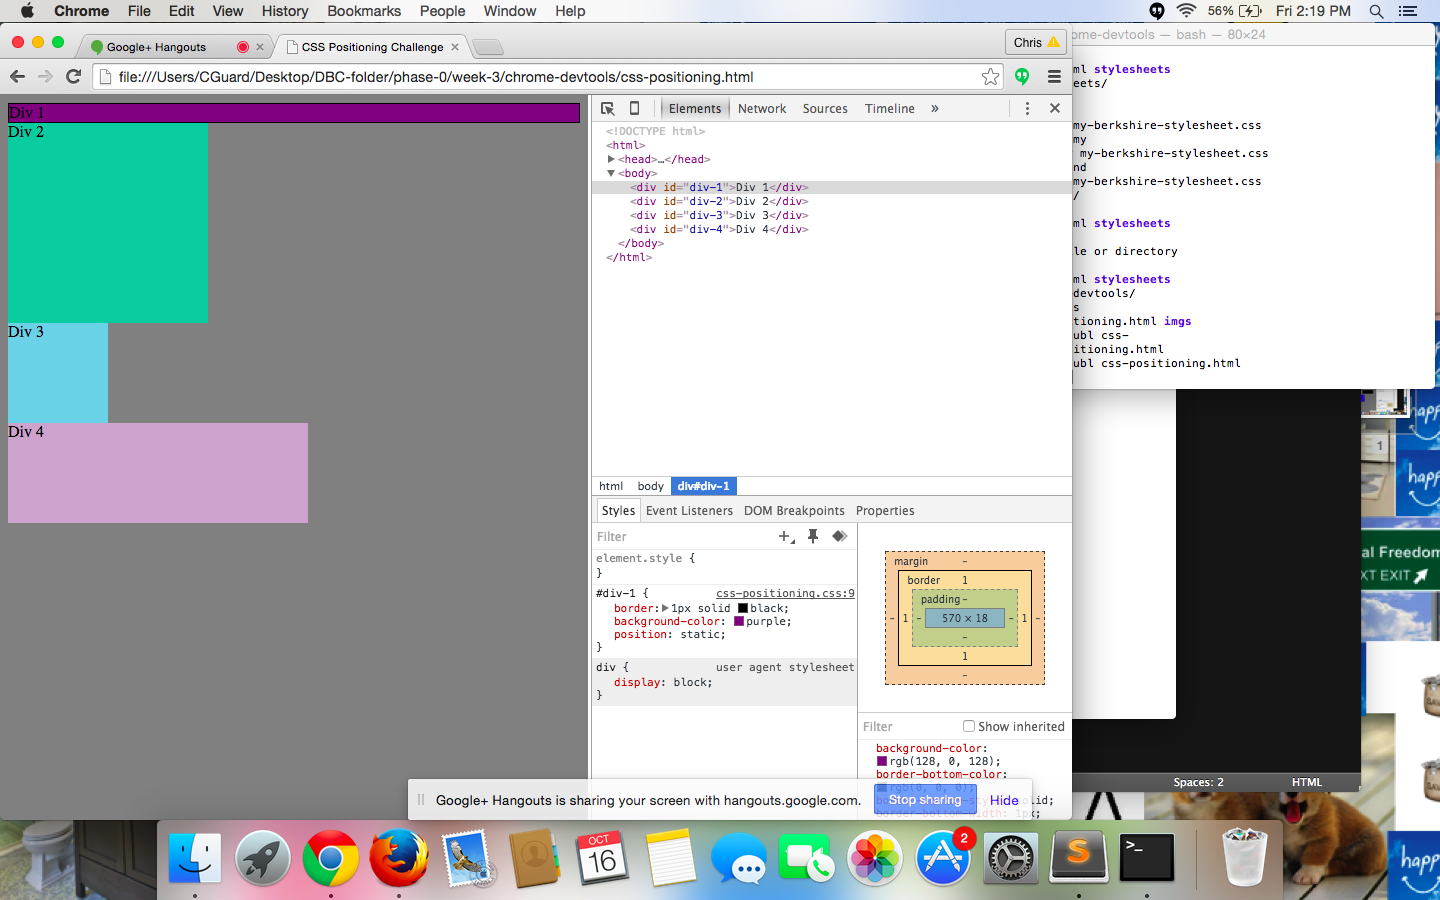 Chrome File Edit View History Bookmarks People Window Help
56% Fri 2:19 PM
Google+ Hangouts
CSS Positioning Challenge
Chris
file:///Users/CGuard/Desktop/DBC-folder/phase-0/week-3/chrome-devtools/css-positioning.html
Div 1
Div 2
Div 3
Div 4
Elements Network Sources Timeline »
<!DOCTYPE html>
<html>
<head>…</head>
<body>
<div id="div-1">Div 1</div>
<div id="div-2">Div 2</div>
<div id="div-3">Div 3</div>
<div id="div-4">Div 4</div>
</body>
</html>
html body div#div-1
Styles Event Listeners DOM Breakpoints Properties
Filter
element.style {
}
#div-1 { css-positioning.css:9
border: 1px solid black;
background-color: purple;
position: static;
}
div { user agent stylesheet
display: block;
}
margin -
border 1
padding -
- 1 - 570 × 18 - 1 -
-
1
-
Filter Show inherited
background-color:
rgb(128, 0, 128);
border-bottom-color:
rgb(0, 0, 0);
Google+ Hangouts is sharing your screen with hangouts.google.com. Stop sharing Hide
ome-devtools — bash — 80×24
ml stylesheets
eets/
my-berkshire-stylesheet.css
my
my-berkshire-stylesheet.css
nd
my-berkshire-stylesheet.css
/
ml stylesheets
le or directory
ml stylesheets
devtools/
s
tioning.html imgs
ubl css-
itioning.html
ubl css-positioning.html
Spaces: 2 HTML
al Freedom
XT EXIT
1
happ
happ
OCT
16
2
S
>_